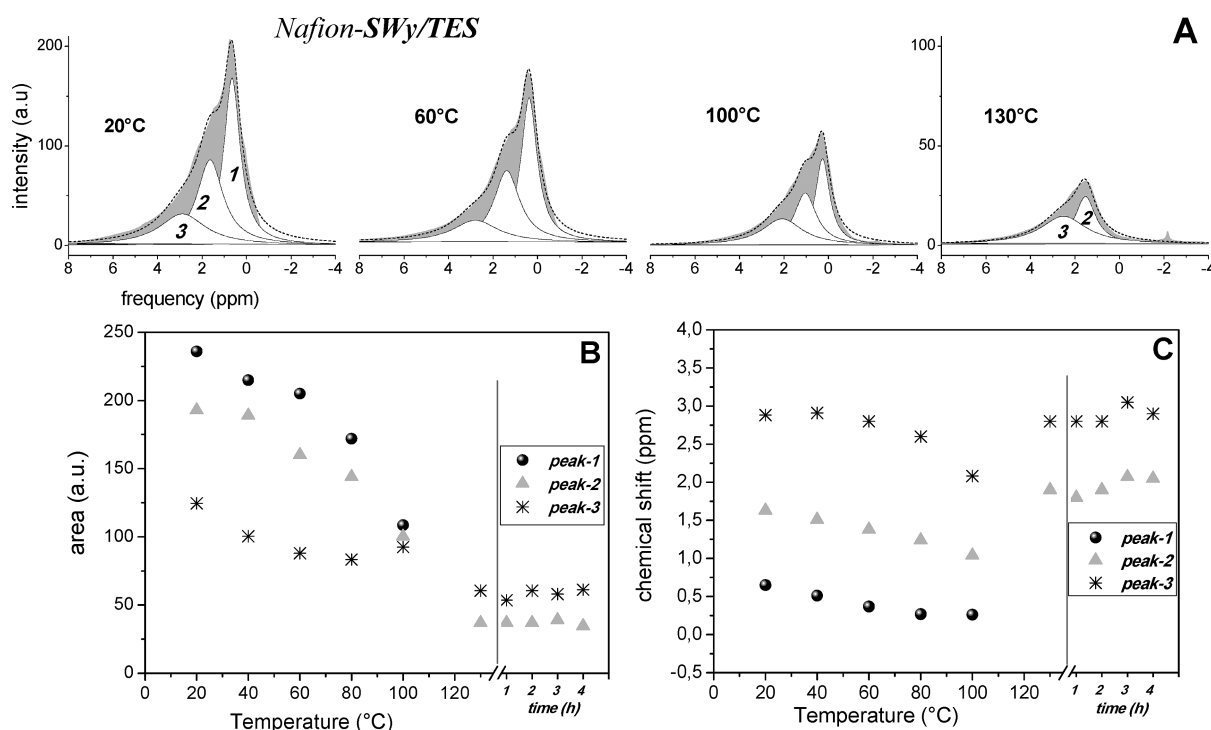 Nafion-SWy/TES
A
200
100
0
intensity (a.u)
20°C
60°C
100°C
130°C
100
50
0
1
2
3
2
3
8 6 4 2 0 -2 -4
8 6 4 2 0 -2 -4
8 6 4 2 0 -2 -4
8 6 4 2 0 -2 -4
frequency (ppm)
B
250
200
150
100
50
0
area (a.u.)
peak-1
peak-2
peak-3
0 20 40 60 80 100 120
1 2 3 4
Temperature (°C)
time (h)
C
4,0
3,5
3,0
2,5
2,0
1,5
1,0
0,5
0,0
-0,5
chemical shift (ppm)
peak-1
peak-2
peak-3
0 20 40 60 80 100 120
1 2 3 4
Temperature (°C)
time (h)